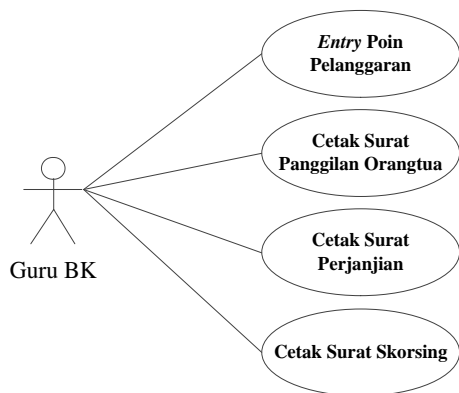 Entry Poin
Pelanggaran
Cetak Surat
Panggilan Orangtua
Guru BK
Cetak Surat
Perjanjian
Cetak Surat Skorsing